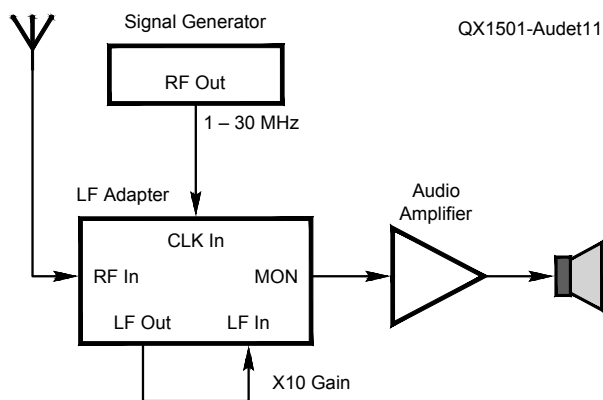 Signal Generator
QX1501-Audet11
RF Out
1 – 30 MHz
LF Adapter
Audio
Amplifier
CLK In
RF In
MON
LF Out
LF In
X10 Gain